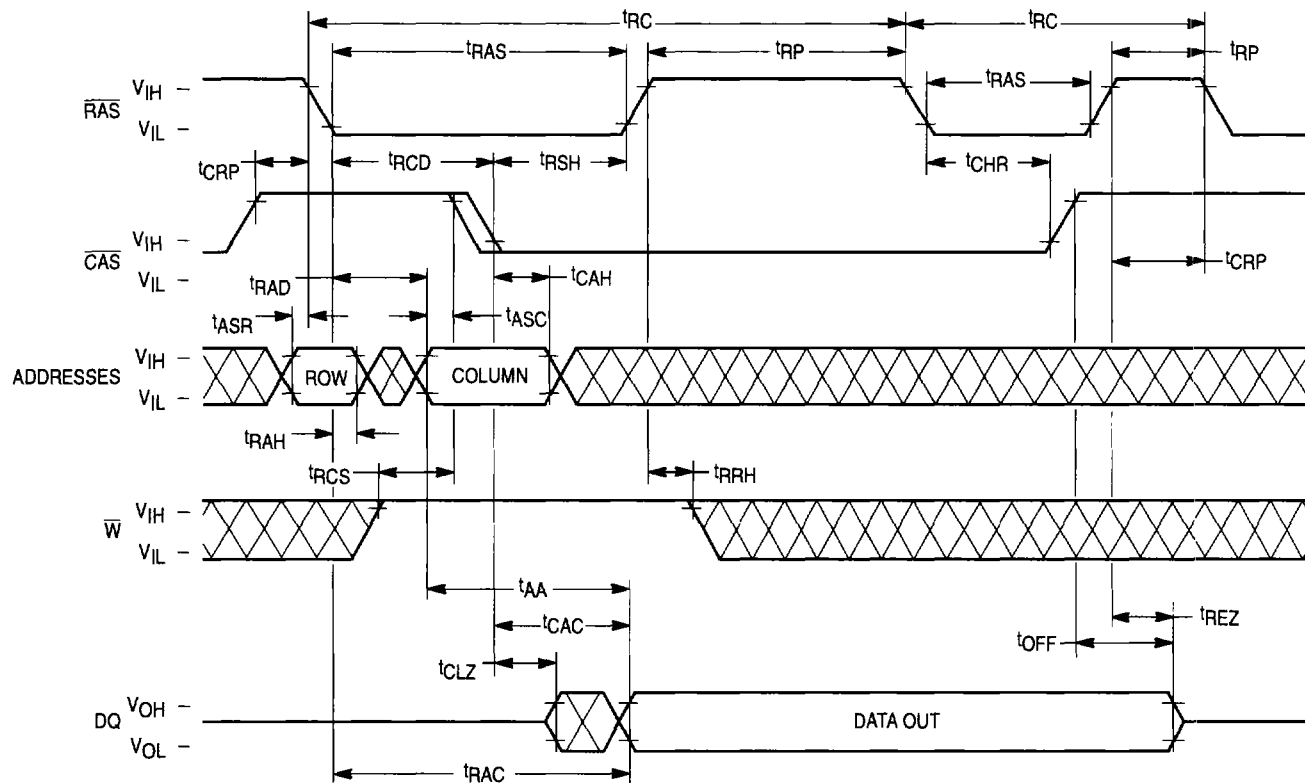 tRC tRC
tRAS tRP tRP
tRAS
VIH
RAS
VIL
tCRP tRCD tRSH tCHR
VIH
CAS
VIL
tRAD tCAH tCRP
tASR tASC
VIH
ADDRESSES ROW COLUMN
VIL
tRAH
tRCS tRRH
VIH
W
VIL
tAA
tCAC tREZ
tOFF
tCLZ
VOH
DQ DATA OUT
VOL
tRAC